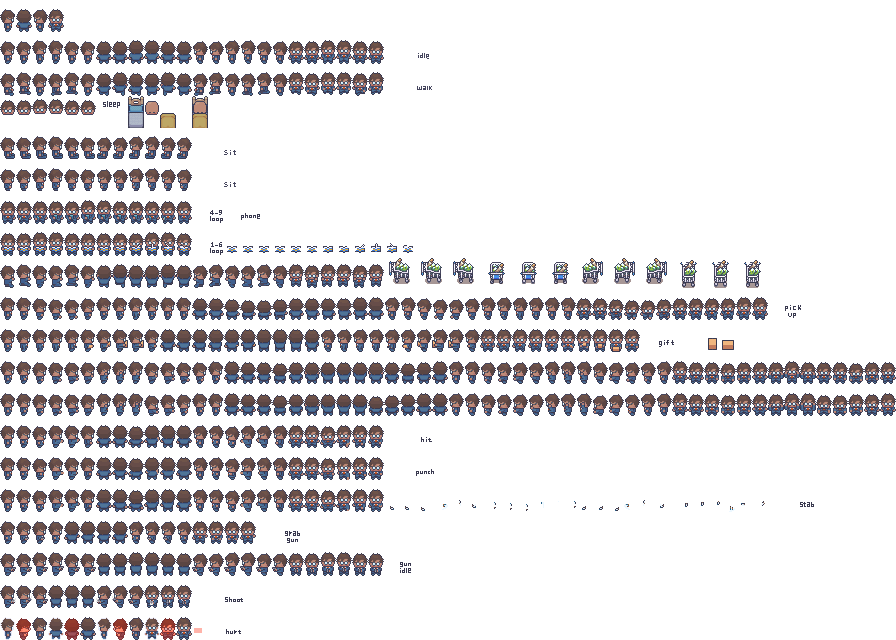 idle
walk
sleep
Sit
Sit
4-9
loop
phone
1-6
loop
pick
up
gift
hit
punch
stab
grab
gun
gun
idle
Shoot
hurt